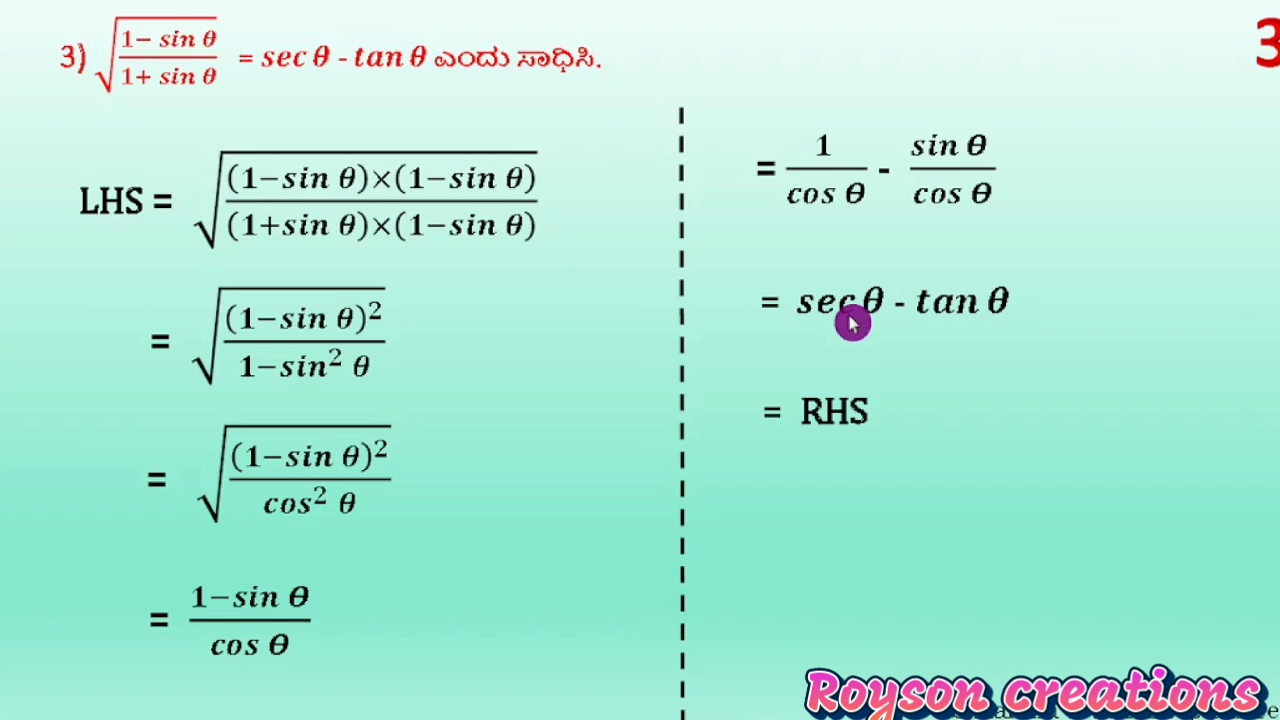 3) √(1− sin θ / 1+ sin θ) = sec θ - tan θ ಎಂದು ಸಾಧಿಸಿ.
3
LHS = √((1−sin θ)×(1−sin θ) / (1+sin θ)×(1−sin θ))
= √((1−sin θ)² / 1−sin² θ)
= √((1−sin θ)² / cos² θ)
= 1−sin θ / cos θ
= 1 / cos θ - sin θ / cos θ
= sec θ - tan θ
= RHS
Royson creations